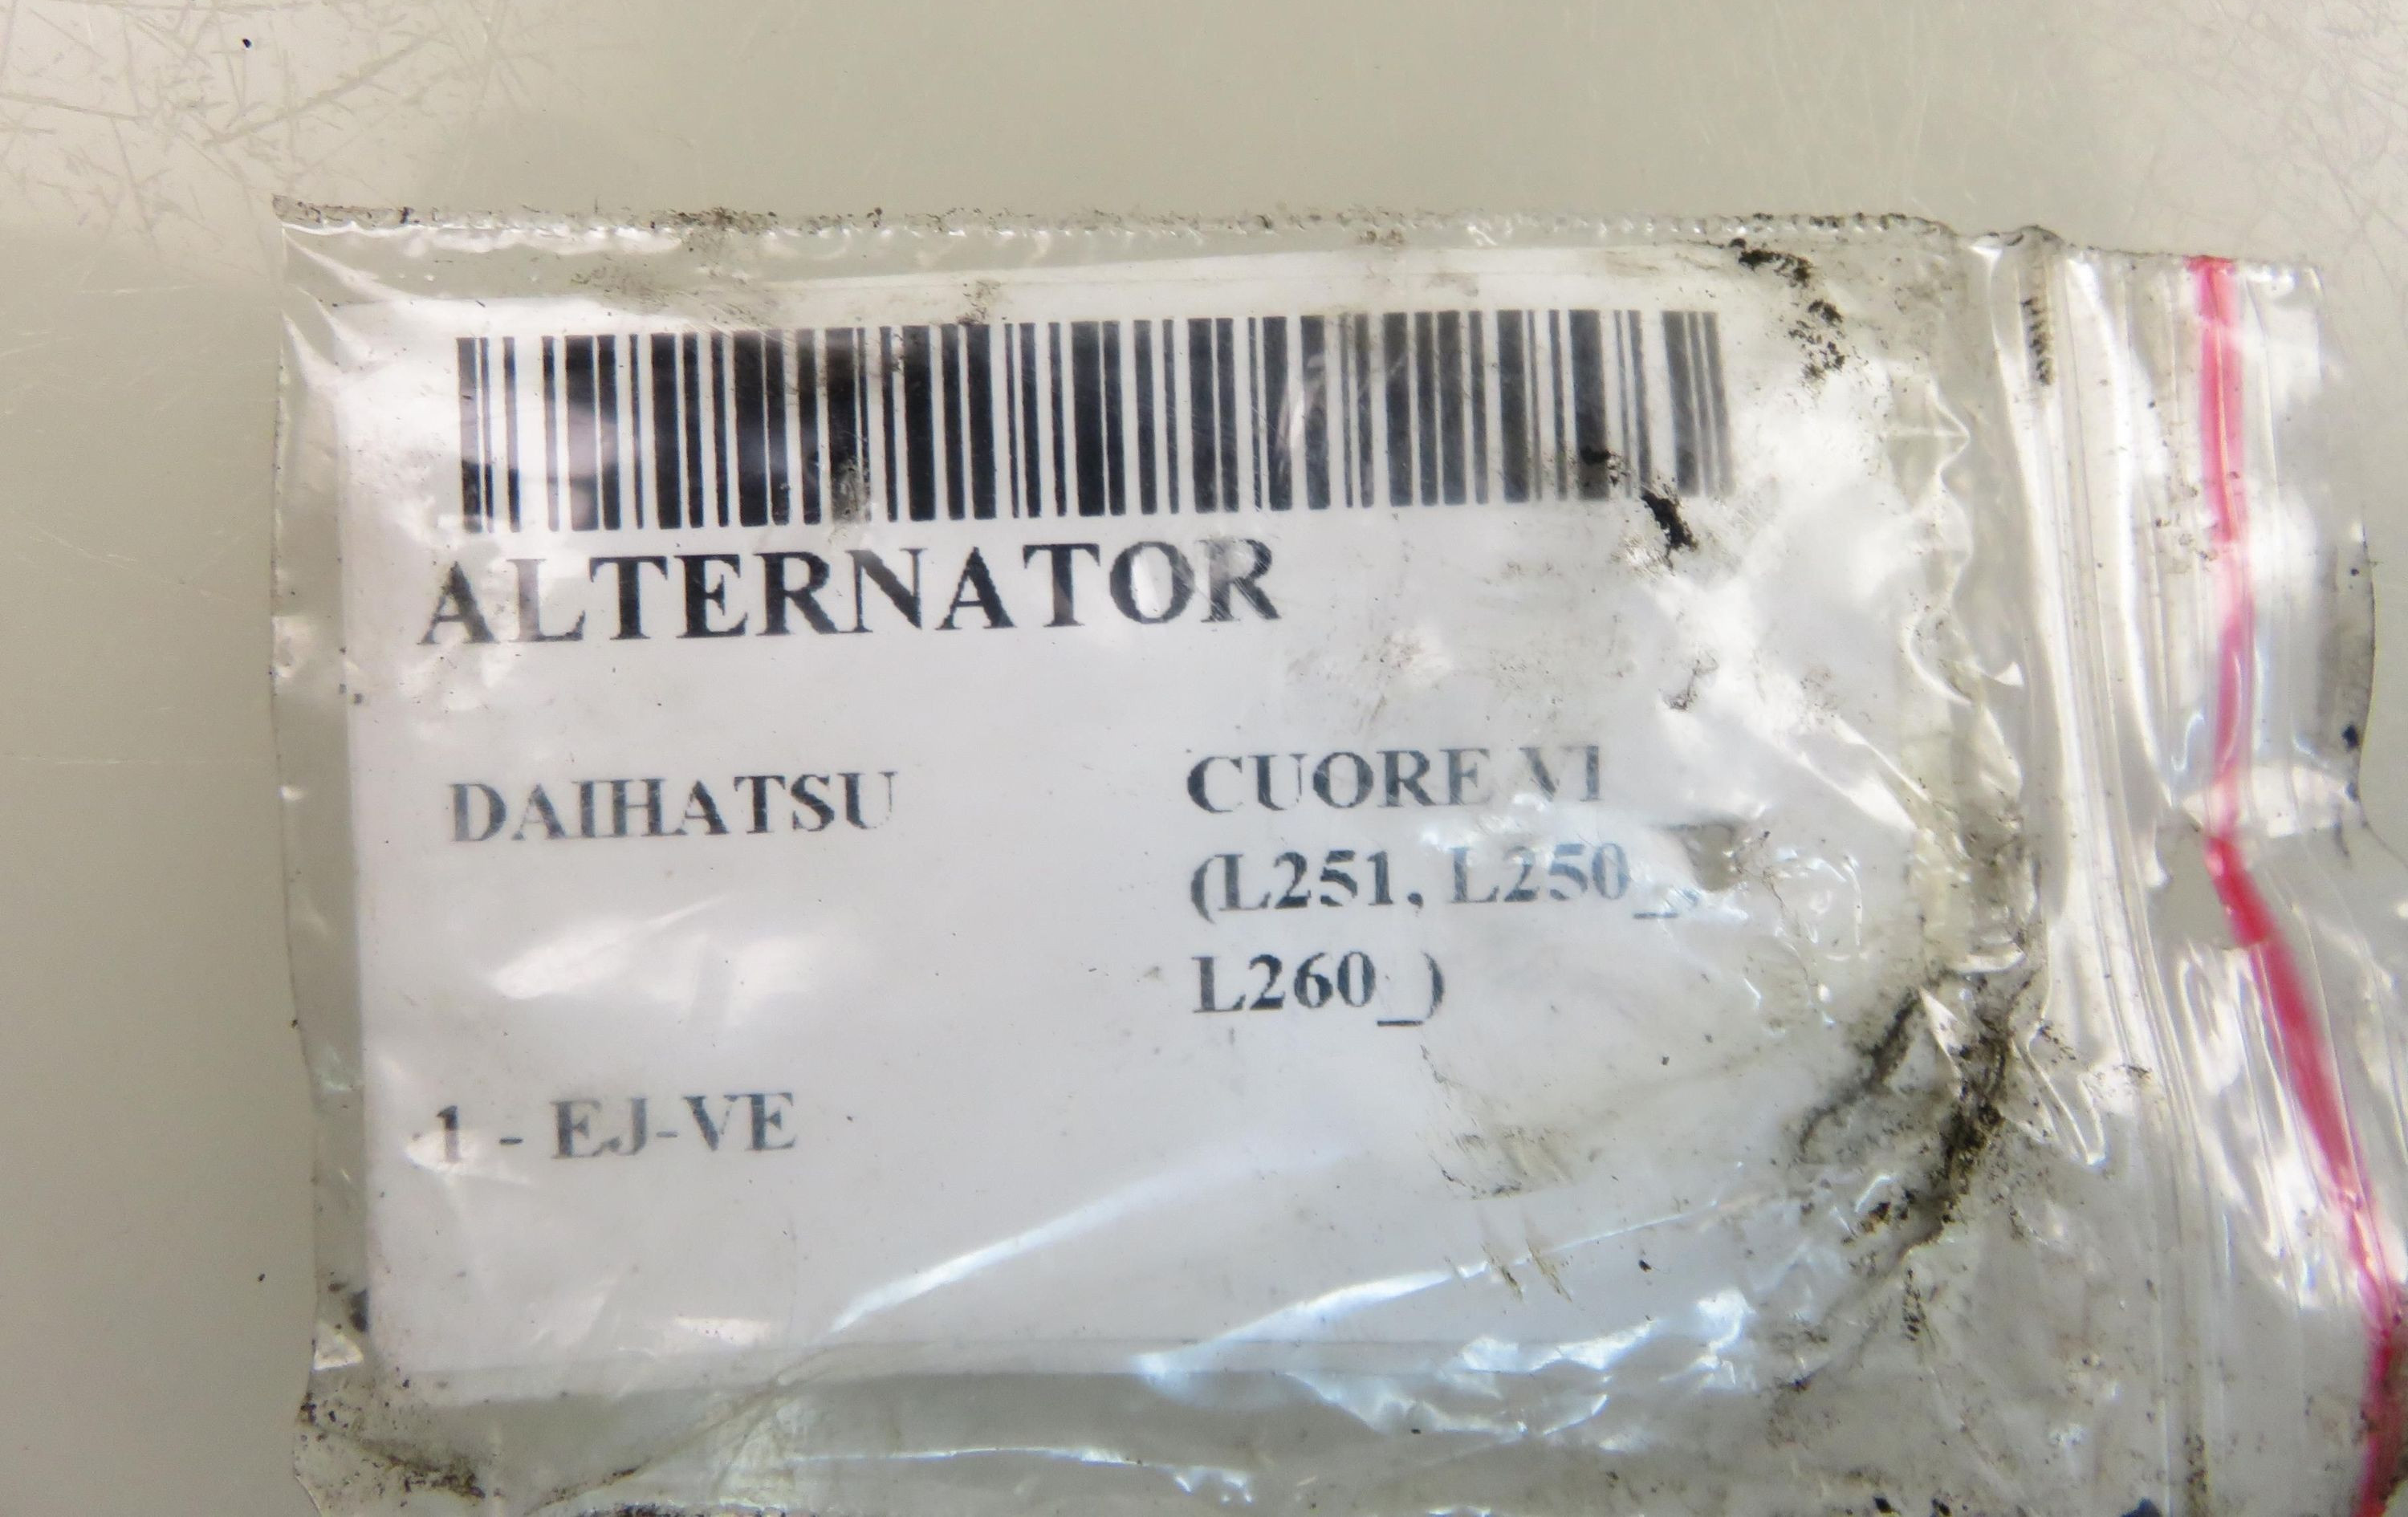 ALTERNATOR
DAIHATSU CUORE VI
(L251, L250_,
L260_)
1 - EJ-VE